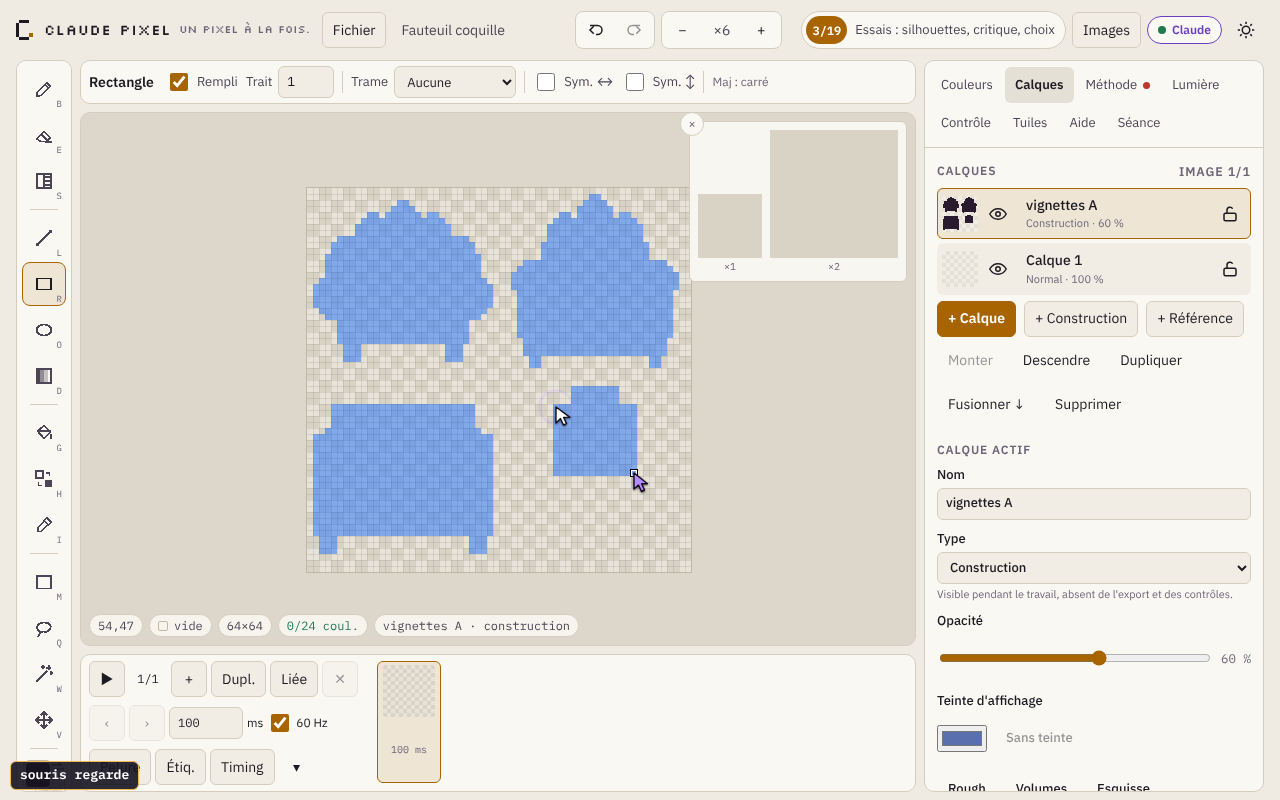 CLAUDE PIXEL UN PIXEL À LA FOIS. Fichier Fauteuil coquille − ×6 + 3/19 Essais : silhouettes, critique, choix Images Claude
Rectangle Rempli Trait 1 Trame Aucune Sym. ↔ Sym. ↕ Maj : carré
B
E
S
L
R
O
D
G
H
I
M
Q
W
V
×
×1 ×2
54,47 vide 64×64 0/24 coul. vignettes A · construction
▶ 1/1 + Dupl. Liée ×
‹ › 100 ms 60 Hz
100 ms
Étiq. Timing ▼
souris regarde
Couleurs Calques Méthode Lumière
Contrôle Tuiles Aide Séance
CALQUES IMAGE 1/1
vignettes A
Construction · 60 %
Calque 1
Normal · 100 %
+ Calque + Construction + Référence
Monter Descendre Dupliquer
Fusionner ↓ Supprimer
CALQUE ACTIF
Nom
vignettes A
Type
Construction
Visible pendant le travail, absent de l'export et des contrôles.
Opacité
60 %
Teinte d'affichage
Sans teinte
Rough Volumes Esquisse